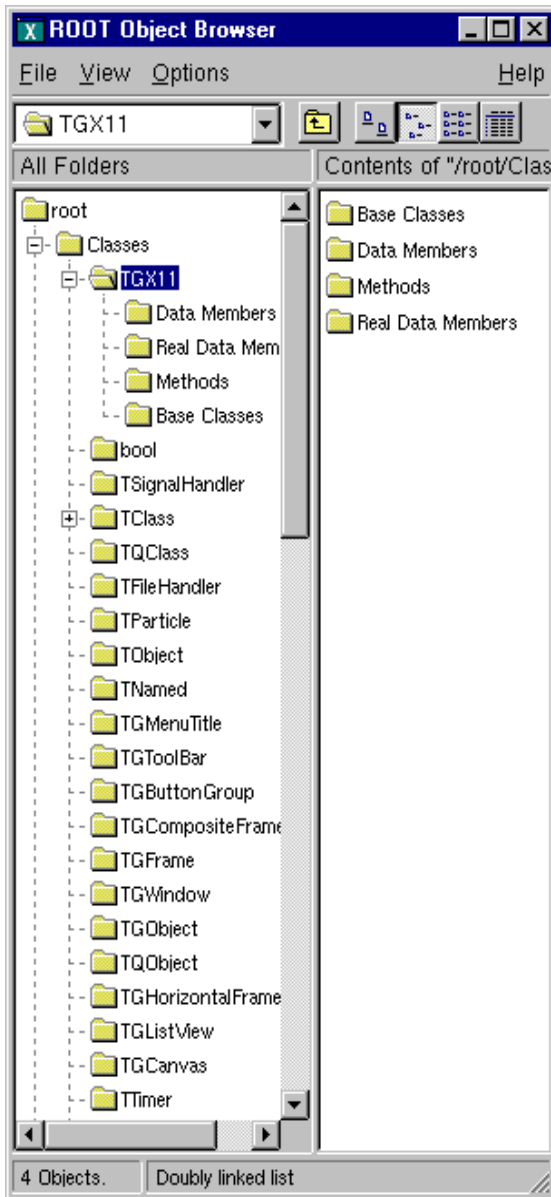 ROOT Object Browser
File View Options Help
TGX11
All Folders
Contents of "/root/Clas
root
Classes
TGX11
Data Members
Real Data Mem
Methods
Base Classes
bool
TSignalHandler
TClass
TQClass
TFileHandler
TParticle
TObject
TNamed
TGMenuTitle
TGToolBar
TGButtonGroup
TGCompositeFrame
TGFrame
TGWindow
TGObject
TQObject
TGHorizontalFrame
TGListView
TGCanvas
TTimer
Base Classes
Data Members
Methods
Real Data Members
4 Objects.
Doubly linked list